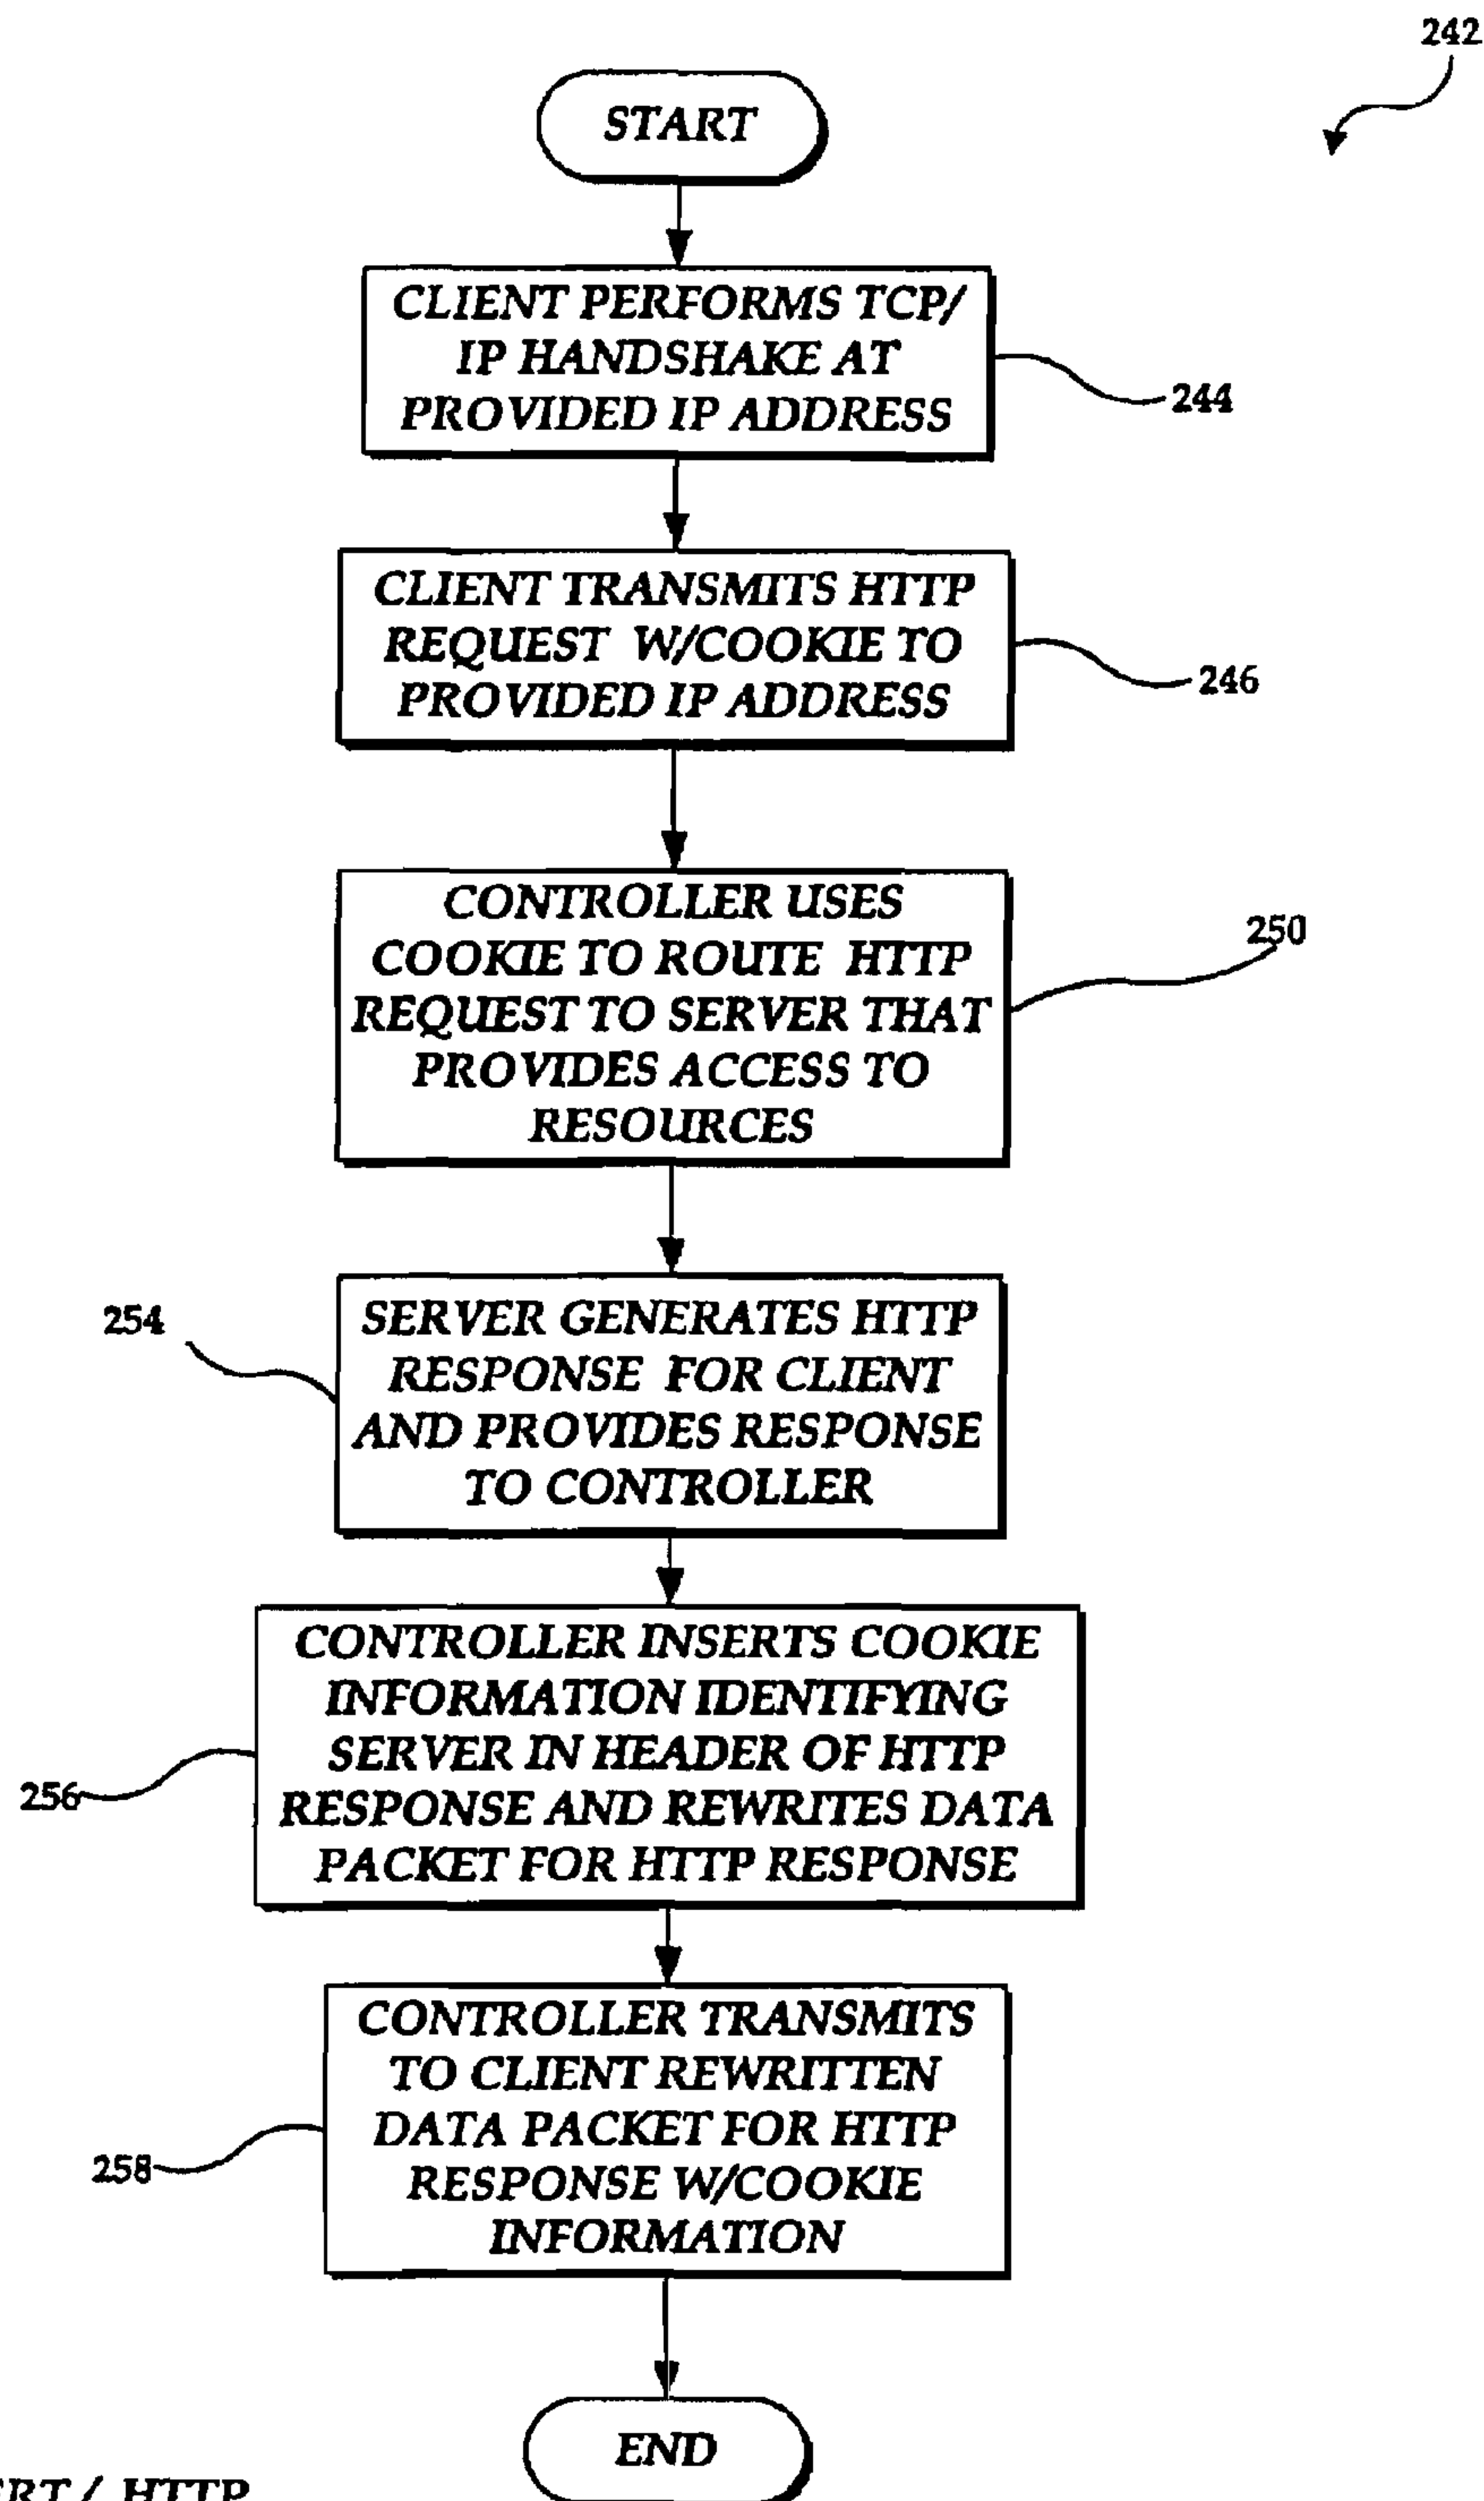 242
START
CLIENT PERFORMS TCP/
IP HANDSHAKE AT
PROVIDED IP ADDRESS
244
CLIENT TRANSMITS HTTP
REQUEST W/COOKIE TO
PROVIDED IP ADDRESS
246
CONTROLLER USES
COOKIE TO ROUTE HTTP
REQUEST TO SERVER THAT
PROVIDES ACCESS TO
RESOURCES
250
254
SERVER GENERATES HTTP
RESPONSE FOR CLIENT
AND PROVIDES RESPONSE
TO CONTROLLER
CONTROLLER INSERTS COOKIE
INFORMATION IDENTIFYING
SERVER IN HEADER OF HTTP
RESPONSE AND REWRITES DATA
PACKET FOR HTTP RESPONSE
256
CONTROLLER TRANSMITS
TO CLIENT REWRITTEN
DATA PACKET FOR HTTP
RESPONSE W/COOKIE
INFORMATION
258
END
/ HTTP